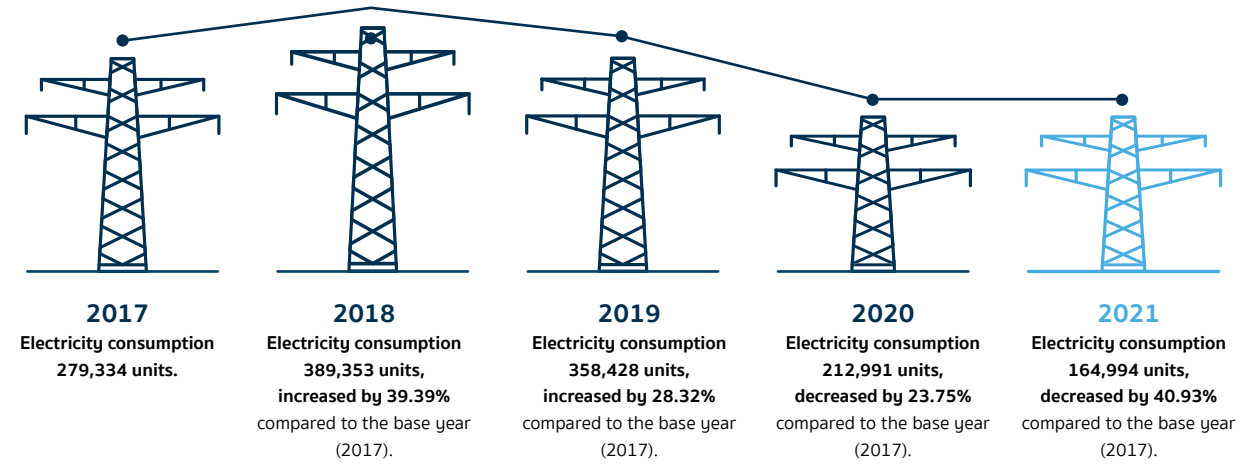 2017
Electricity consumption
279,334 units.
2018
Electricity consumption
389,353 units,
increased by 39.39%
compared to the base year
(2017).
2019
Electricity consumption
358,428 units,
increased by 28.32%
compared to the base year
(2017).
2020
Electricity consumption
212,991 units,
decreased by 23.75%
compared to the base year
(2017).
2021
Electricity consumption
164,994 units,
decreased by 40.93%
compared to the base year
(2017).